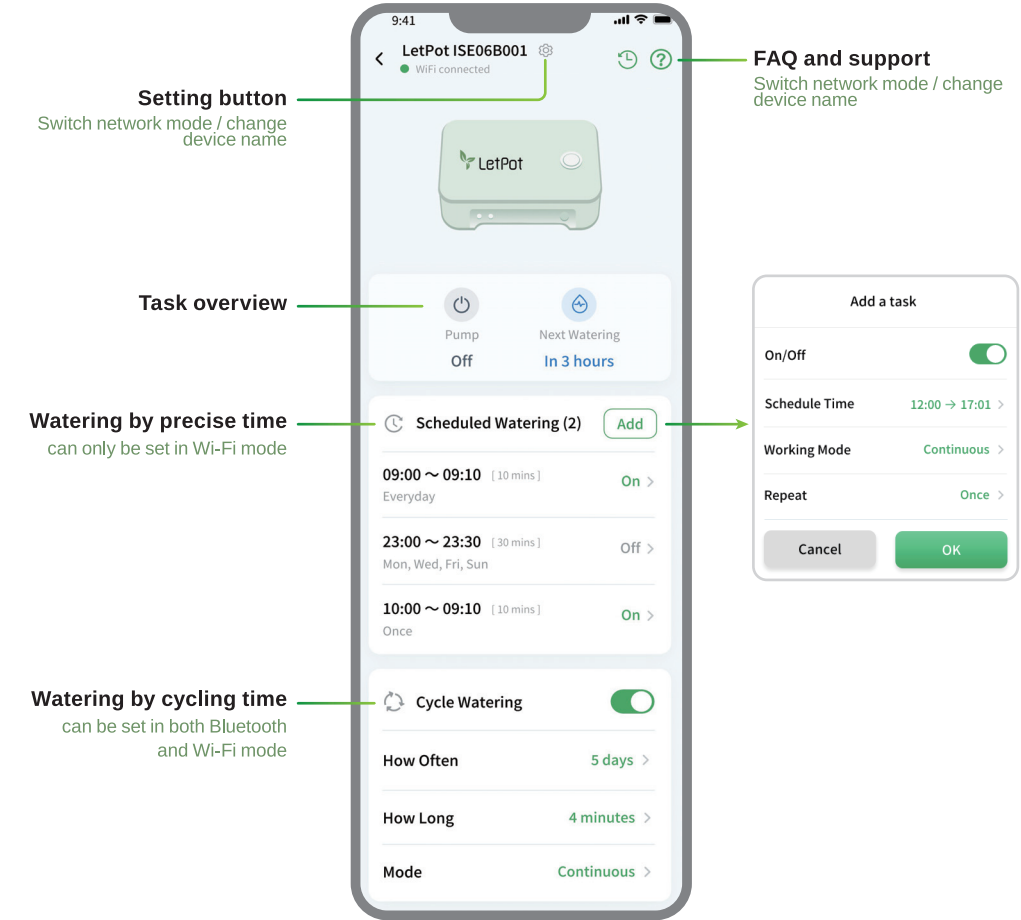 9:41
LetPot ISE06B001
WiFi connected
FAQ and support
Switch network mode / change
device name
Setting button
Switch network mode / change
device name
LetPot
Task overview
Pump
Off
Next Watering
In 3 hours
Watering by precise time
can only be set in Wi-Fi mode
Scheduled Watering (2)
Add
09:00 ~ 09:10 [ 10 mins ]
Everyday
On
23:00 ~ 23:30 [ 30 mins ]
Mon, Wed, Fri, Sun
Off
10:00 ~ 09:10 [ 10 mins ]
Once
On
Add a task
On/Off
Schedule Time 12:00 → 17:01 >
Working Mode Continuous >
Repeat Once >
Cancel
OK
Watering by cycling time
can be set in both Bluetooth
and Wi-Fi mode
Cycle Watering
How Often 5 days >
How Long 4 minutes >
Mode Continuous >